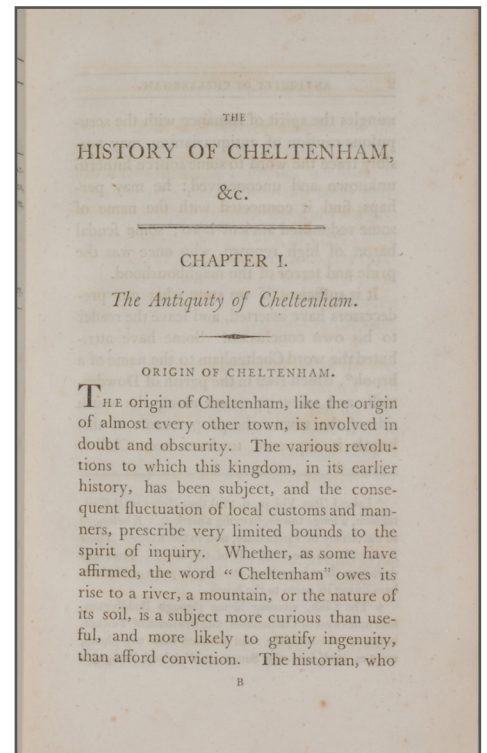 THE
HISTORY OF CHELTENHAM,
&c.
CHAPTER I.
The Antiquity of Cheltenham.
ORIGIN OF CHELTENHAM.
THE origin of Cheltenham, like the origin
of almost every other town, is involved in
doubt and obscurity. The various revolu-
tions to which this kingdom, in its earlier
history, has been subject, and the conse-
quent fluctuation of local customs and man-
ners, prescribe very limited bounds to the
spirit of inquiry. Whether, as some have
affirmed, the word “ Cheltenham” owes its
rise to a river, a mountain, or the nature of
its soil, is a subject more curious than use-
ful, and more likely to gratify ingenuity,
than afford conviction. The historian, who
B